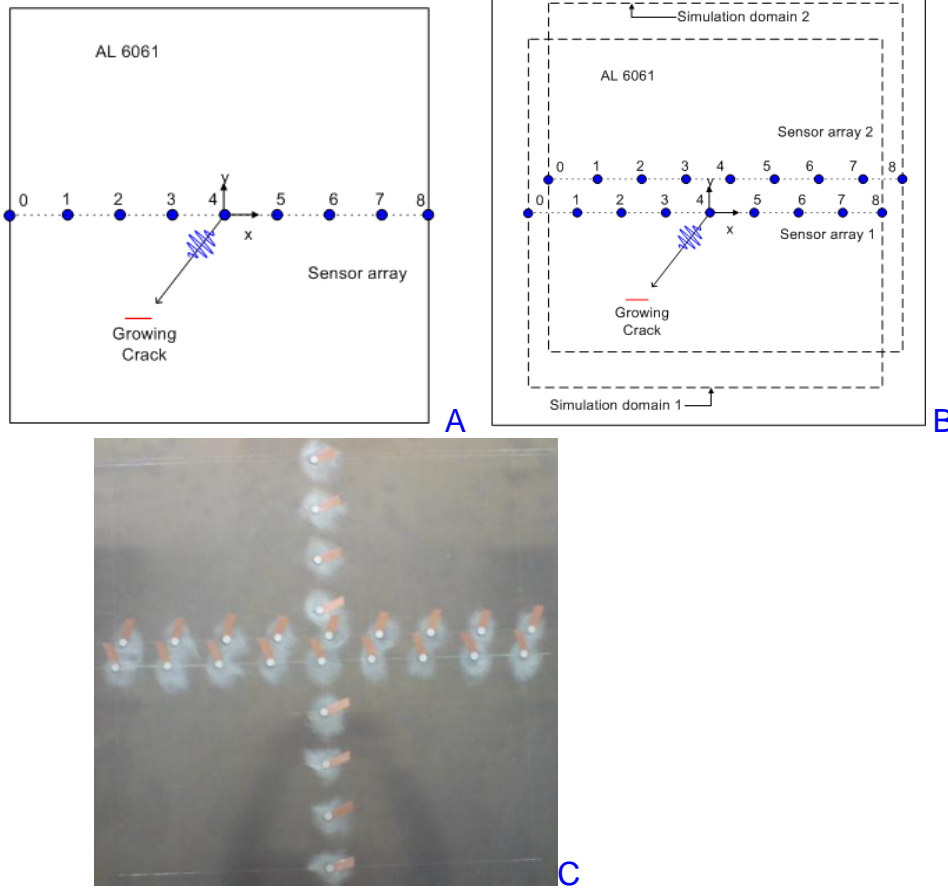 AL 6061
y
0 1 2 3 4 5 6 7 8
x
Sensor array
Growing
Crack
A
Simulation domain 2
AL 6061
Sensor array 2
0 1 2 3 4 5 6 7 8
y
0 1 2 3 4 5 6 7 8
x
Sensor array 1
Growing
Crack
Simulation domain 1
B
C